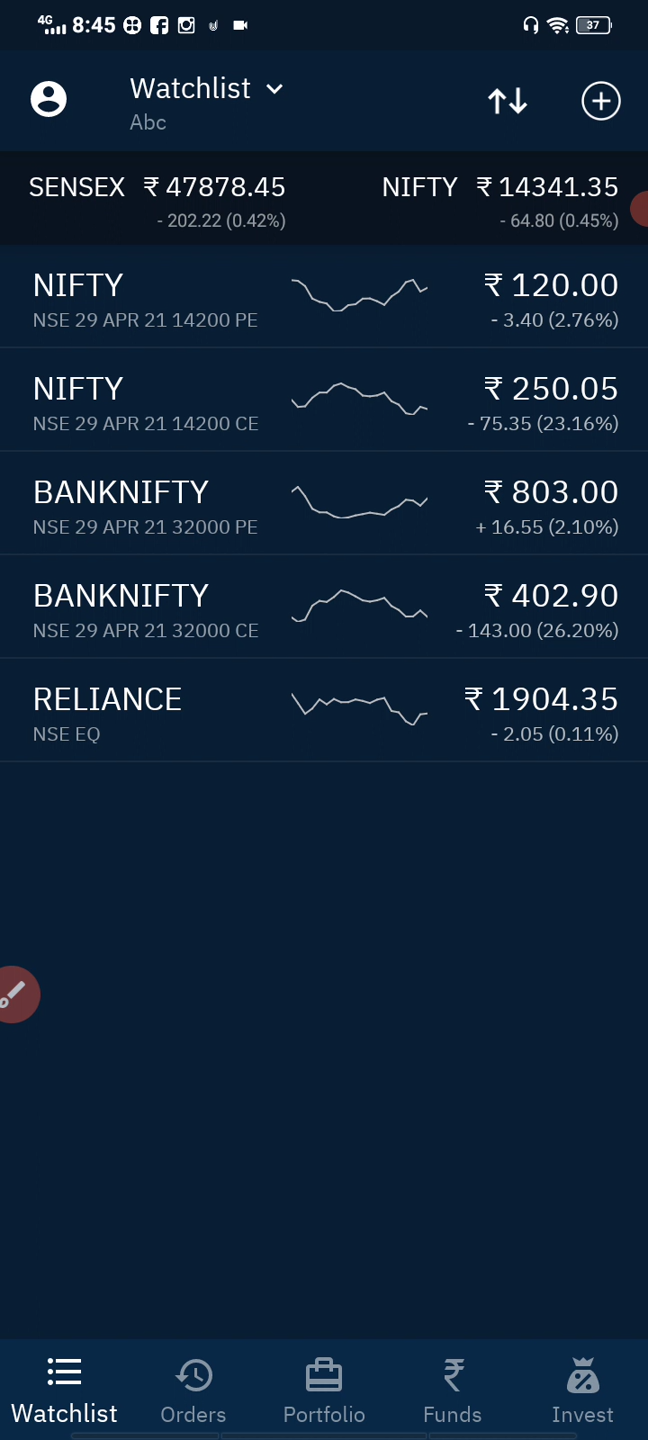 4G 8:45 37
Watchlist
Abc
SENSEX ₹ 47878.45 NIFTY ₹ 14341.35
- 202.22 (0.42%) - 64.80 (0.45%)
NIFTY ₹ 120.00
NSE 29 APR 21 14200 PE - 3.40 (2.76%)
NIFTY ₹ 250.05
NSE 29 APR 21 14200 CE - 75.35 (23.16%)
BANKNIFTY ₹ 803.00
NSE 29 APR 21 32000 PE + 16.55 (2.10%)
BANKNIFTY ₹ 402.90
NSE 29 APR 21 32000 CE - 143.00 (26.20%)
RELIANCE ₹ 1904.35
NSE EQ - 2.05 (0.11%)
Watchlist Orders Portfolio Funds Invest